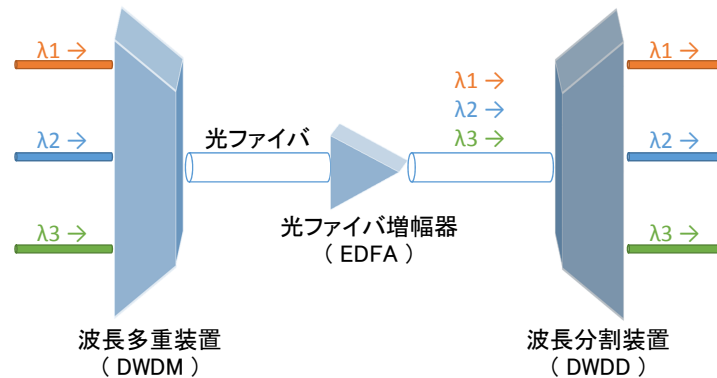 λ1 →
λ2 →
λ3 →
光ファイバ
光ファイバ増幅器
( EDFA )
λ1 →
λ2 →
λ3 →
λ1 →
λ2 →
λ3 →
波長多重装置
( DWDM )
波長分割装置
( DWDD )